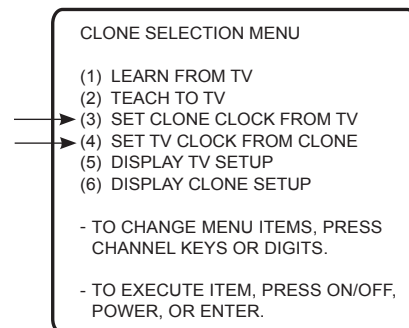 CLONE SELECTION MENU
(1) LEARN FROM TV
(2) TEACH TO TV
(3) SET CLONE CLOCK FROM TV
(4) SET TV CLOCK FROM CLONE
(5) DISPLAY TV SETUP
(6) DISPLAY CLONE SETUP
- TO CHANGE MENU ITEMS, PRESS
CHANNEL KEYS OR DIGITS.
- TO EXECUTE ITEM, PRESS ON/OFF,
POWER, OR ENTER.